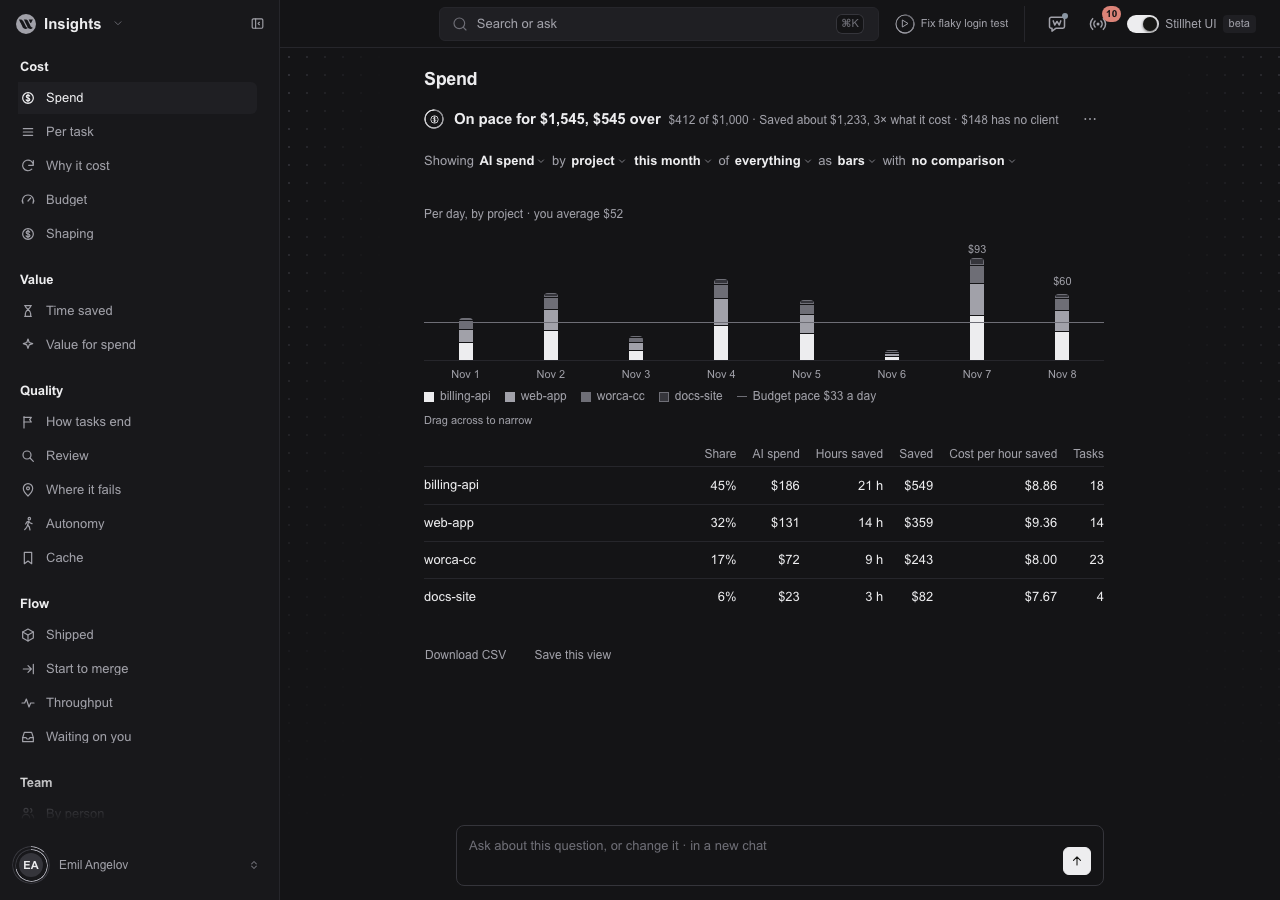 Insights
Search or ask
⌘K
Fix flaky login test
10
Stillhet UI
beta
Cost
Spend
Per task
Why it cost
Budget
Shaping
Value
Time saved
Value for spend
Quality
How tasks end
Review
Where it fails
Autonomy
Cache
Flow
Shipped
Start to merge
Throughput
Waiting on you
Team
By person
EA
Emil Angelov
Spend
On pace for $1,545, $545 over $412 of $1,000 · Saved about $1,233, 3× what it cost · $148 has no client
Showing AI spend by project this month of everything as bars with no comparison
Per day, by project · you average $52
$93
$60
Nov 1 Nov 2 Nov 3 Nov 4 Nov 5 Nov 6 Nov 7 Nov 8
billing-api web-app worca-cc docs-site — Budget pace $33 a day
Drag across to narrow
Share AI spend Hours saved Saved Cost per hour saved Tasks
billing-api 45% $186 21 h $549 $8.86 18
web-app 32% $131 14 h $359 $9.36 14
worca-cc 17% $72 9 h $243 $8.00 23
docs-site 6% $23 3 h $82 $7.67 4
Download CSV Save this view
Ask about this question, or change it · in a new chat